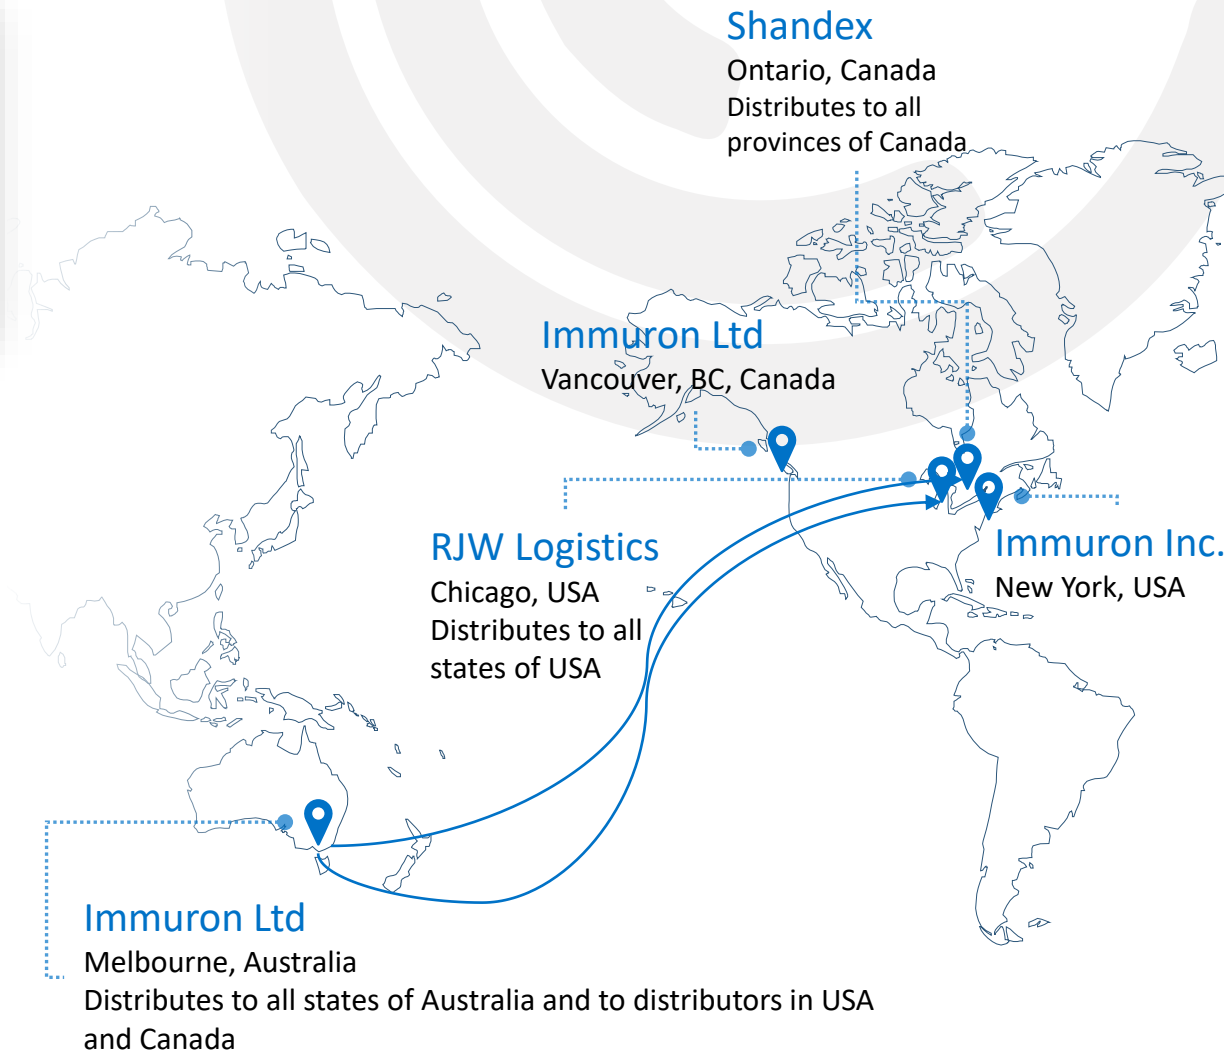 Shandex
Ontario, Canada
Distributes to all
provinces of Canada
Immuron Ltd
Vancouver, BC, Canada
RJW Logistics
Chicago, USA
Distributes to all
states of USA
Immuron Inc.
New York, USA
Immuron Ltd
Melbourne, Australia
Distributes to all states of Australia and to distributors in USA
and Canada